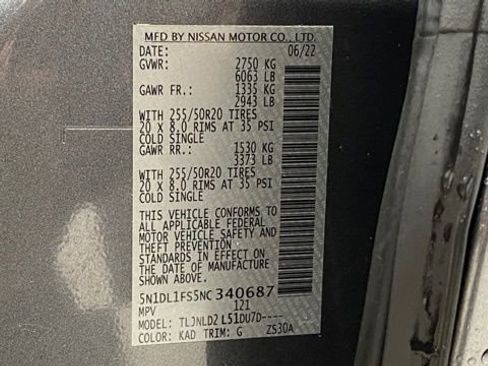 MFD BY NISSAN MOTOR CO., LTD.
DATE: 06/22
GVWR: 2750 KG
6063 LB
GAWR FR.: 1335 KG
2943 LB
WITH 255/50R20 TIRES
20 X 8.0 RIMS AT 35 PSI
COLD SINGLE
GAWR RR.: 1530 KG
3373 LB
WITH 255/50R20 TIRES
20 X 8.0 RIMS AT 35 PSI
COLD SINGLE
THIS VEHICLE CONFORMS TO
ALL APPLICABLE FEDERAL
MOTOR VEHICLE SAFETY AND
THEFT PREVENTION
STANDARDS IN EFFECT ON
THE DATE OF MANUFACTURE
SHOWN ABOVE.
5N1DL1FS5NC340687
MPV 121
MODEL: TLJNLD2 L51DU7D----
COLOR: KAD TRIM: G ZS30A